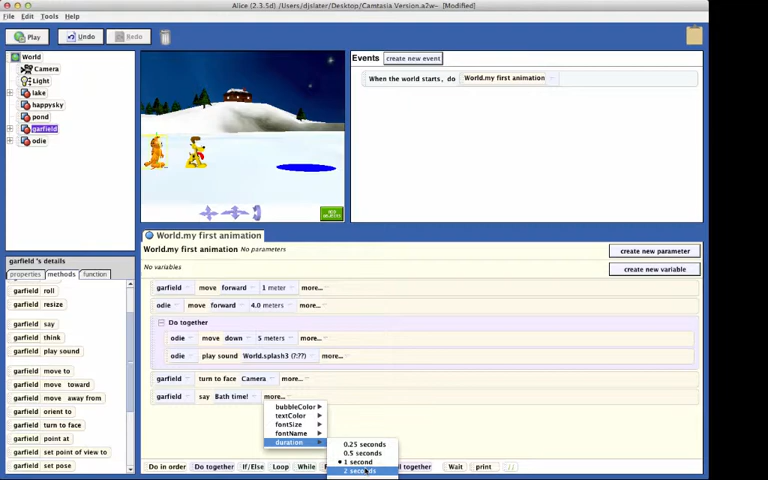 Alice (2.3.5d) /Users/djslater/Desktop/Camtasia Version.a2w~ [Modified]
File Edit Tools Help
Play Undo Redo
World
Camera
Light
lake
happysky
pond
garfield
odie
Events create new event
When the world starts, do World.my first animation
garfield 's details
properties methods function
garfield roll
garfield resize
garfield say
garfield think
garfield play sound
garfield move to
garfield move toward
garfield move away from
garfield orient to
garfield turn to face
garfield point at
garfield set point of view to
garfield set pose
World.my first animation
World.my first animation No parameters
create new parameter
No variables
create new variable
garfield move forward 1 meter more...
odie move forward 4.0 meters more...
Do together
odie move down 5 meters more...
odie play sound World.splash3 (?:??) more...
garfield turn to face Camera more...
garfield say Bath time! more...
bubbleColor
textColor
fontSize
fontName
duration
0.25 seconds
0.5 seconds
1 second
2 seconds
Do in order Do together If/Else Loop While together Wait print